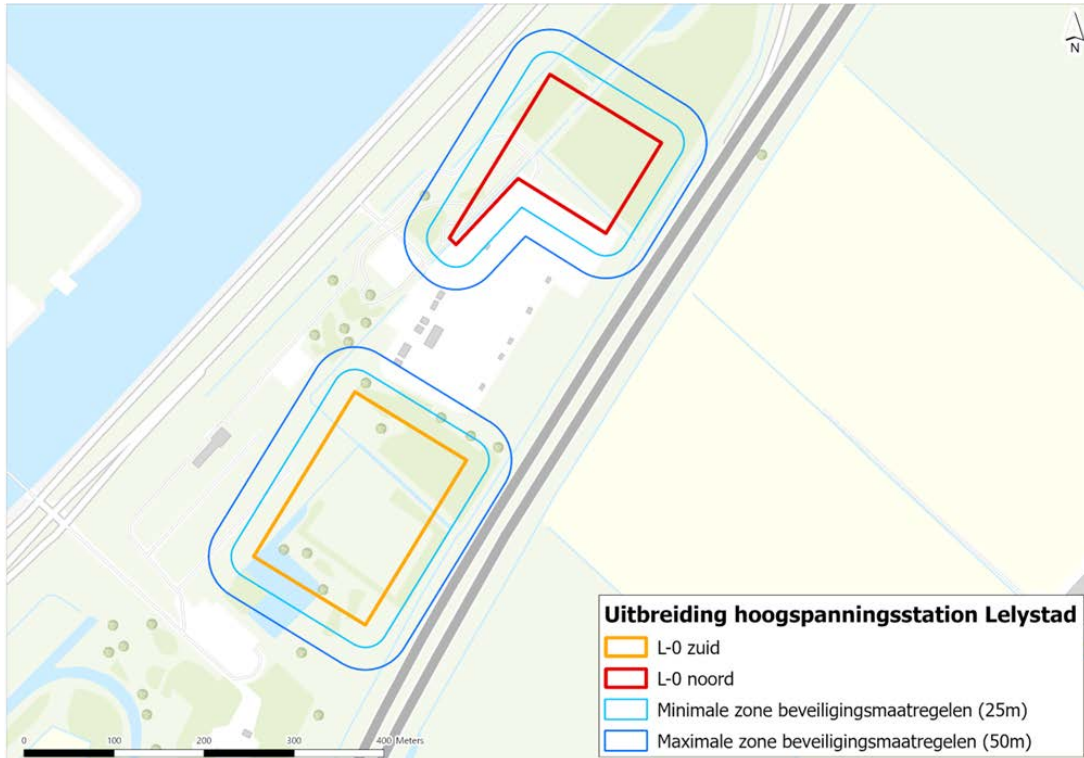 N
Uitbreiding hoogspanningsstation Lelystad
L-0 zuid
L-0 noord
Minimale zone beveiligingsmaatregelen (25m)
Maximale zone beveiligingsmaatregelen (50m)
0 100 200 300 400 Meters